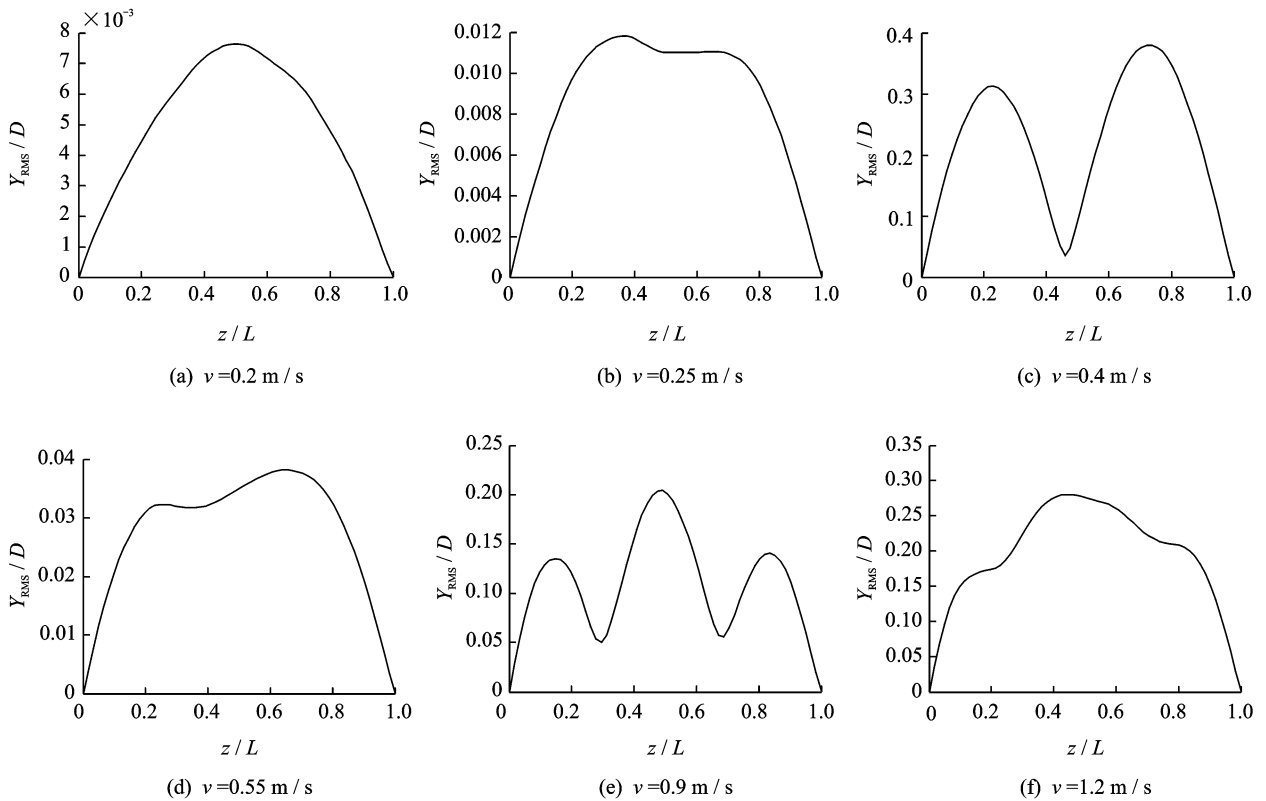 ×10⁻³
8
7
6
5
4
3
2
1
0
Y_RMS / D
0 0.2 0.4 0.6 0.8 1.0
z / L
(a) v =0.2 m / s
0.012
0.010
0.008
0.006
0.004
0.002
0
Y_RMS / D
0 0.2 0.4 0.6 0.8 1.0
z / L
(b) v =0.25 m / s
0.4
0.3
0.2
0.1
0
Y_RMS / D
0 0.2 0.4 0.6 0.8 1.0
z / L
(c) v =0.4 m / s
0.04
0.03
0.02
0.01
0
Y_RMS / D
0 0.2 0.4 0.6 0.8 1.0
z / L
(d) v =0.55 m / s
0.25
0.20
0.15
0.10
0.05
0
Y_RMS / D
0 0.2 0.4 0.6 0.8 1.0
z / L
(e) v =0.9 m / s
0.35
0.30
0.25
0.20
0.15
0.10
0.05
0
Y_RMS / D
0 0.2 0.4 0.6 0.8 1.0
z / L
(f) v =1.2 m / s